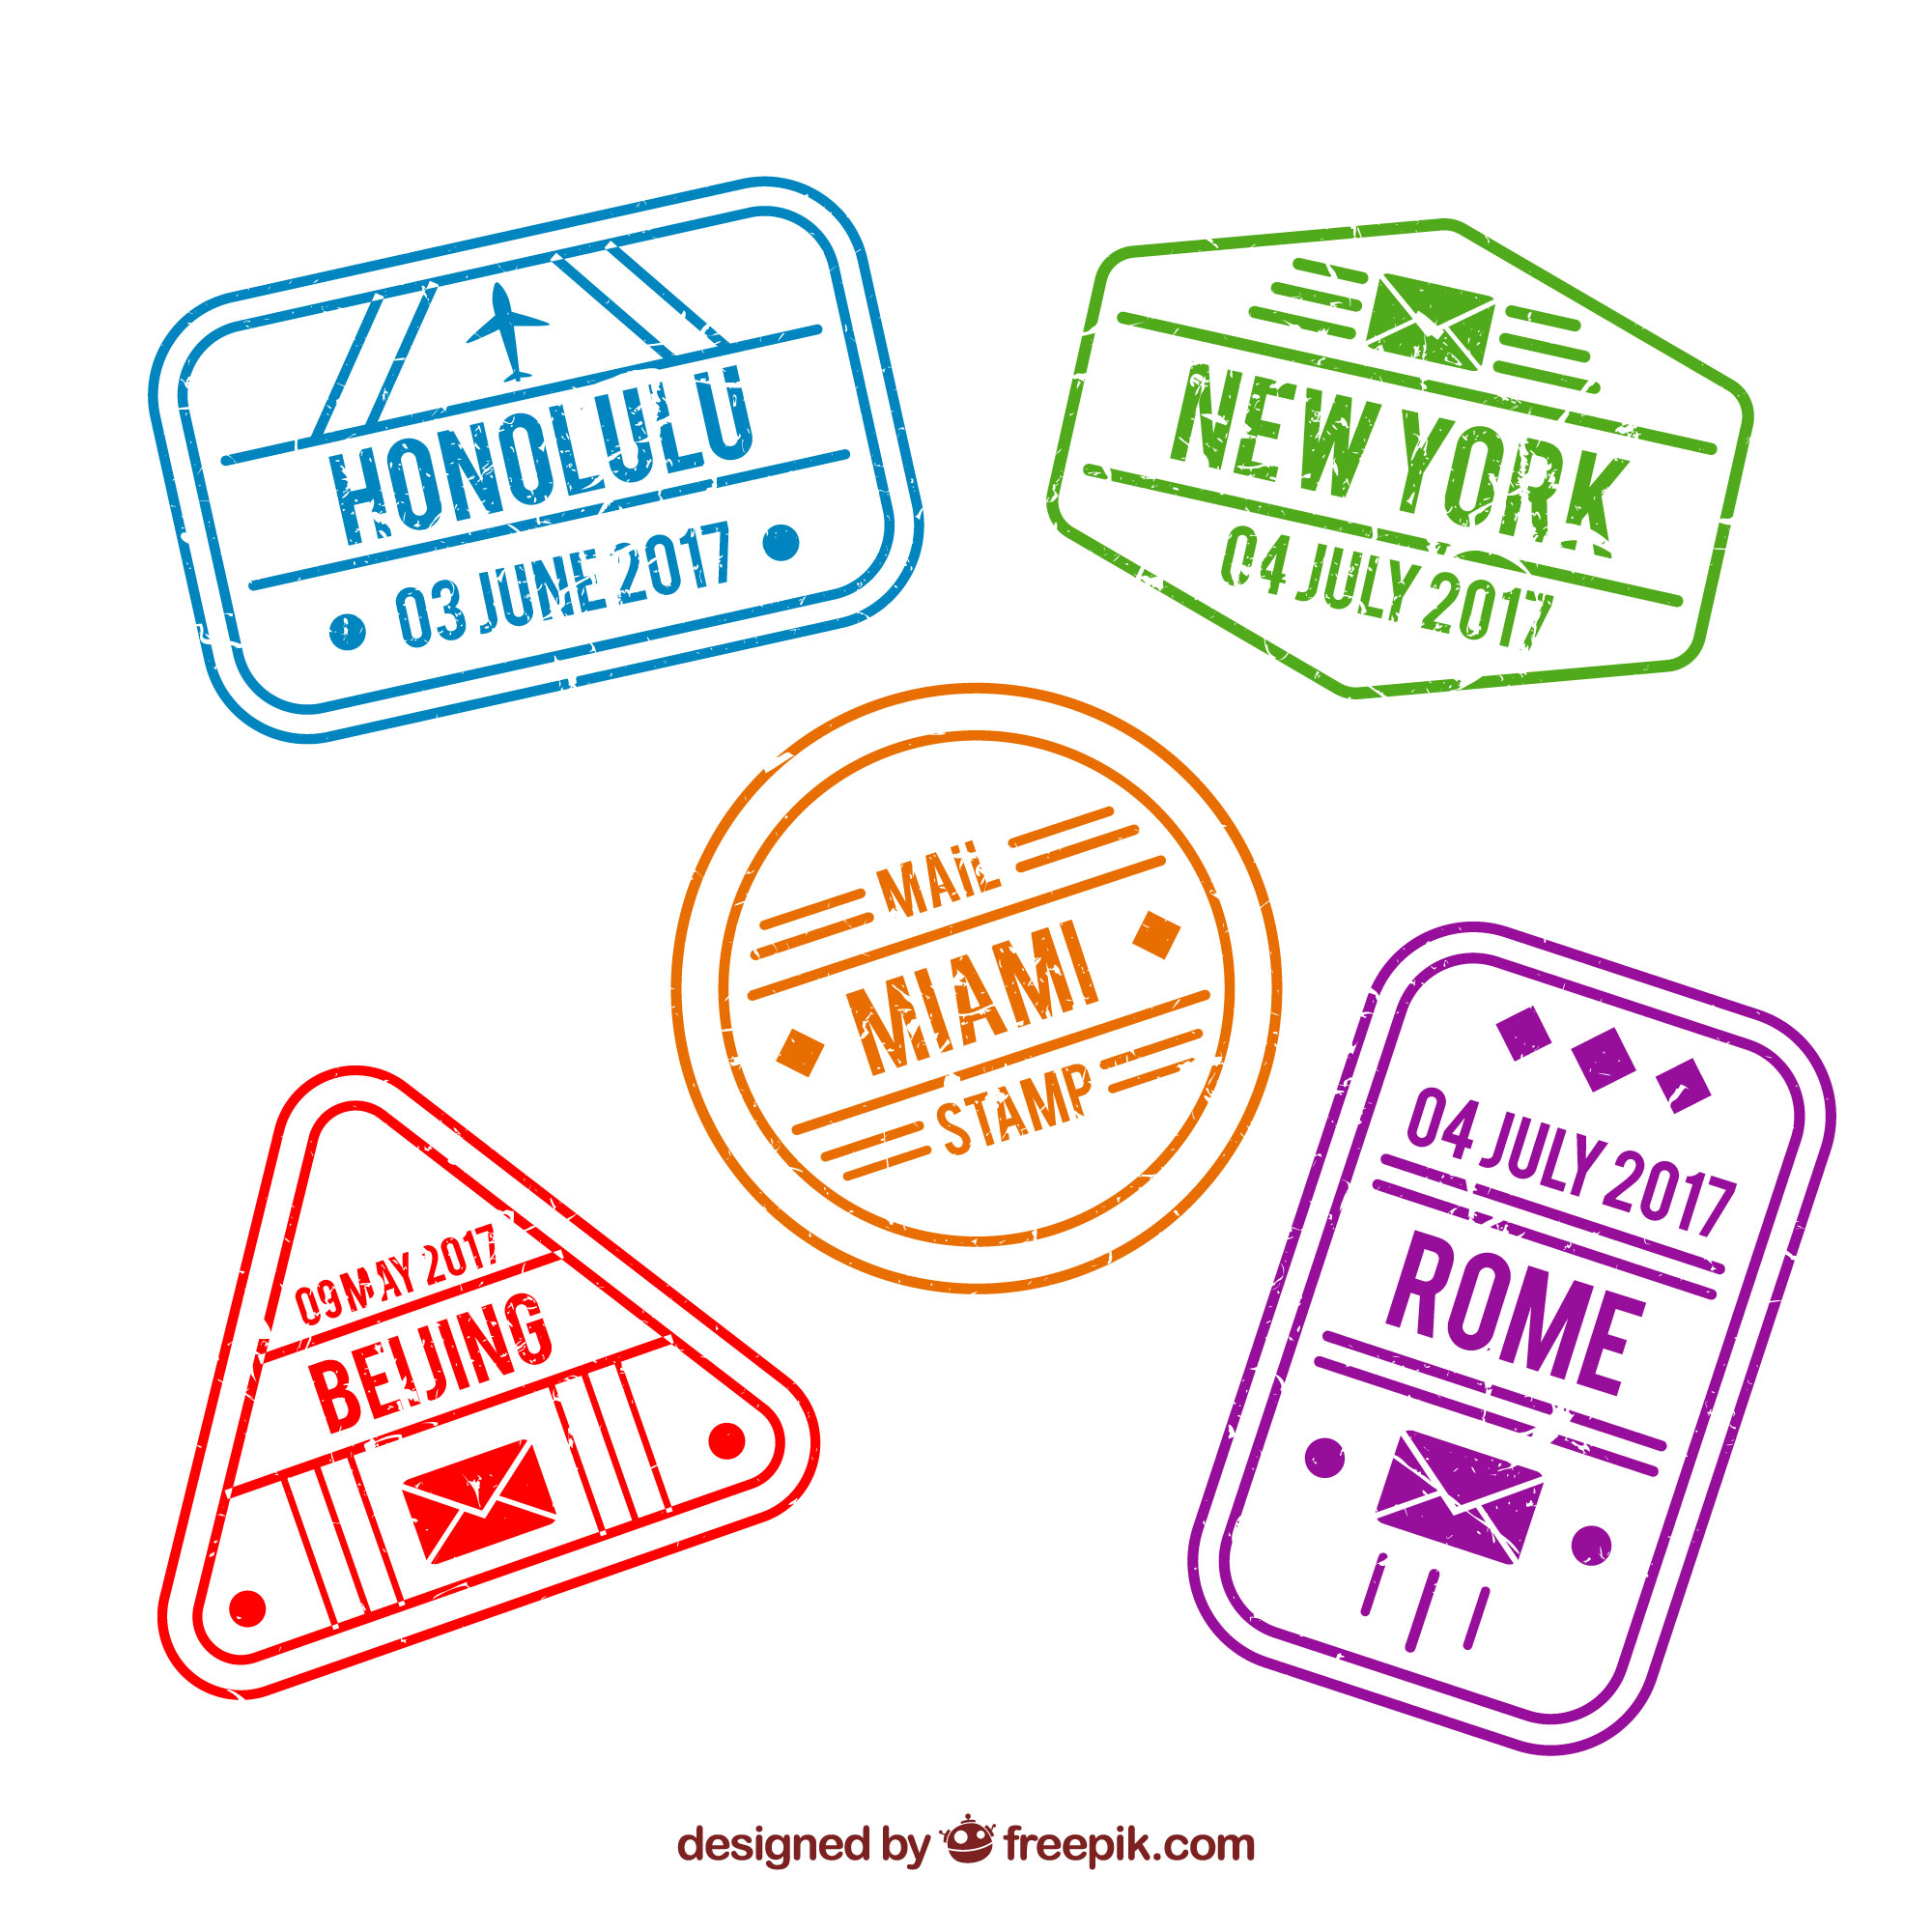 HONOLULU
03 JUNE 2017
NEW YORK
04 JULY 2017
MAIL
MIAMI
STAMP
09 MAY 2017
BEIJING
04 JULY 2017
ROME
designed by freepik.com